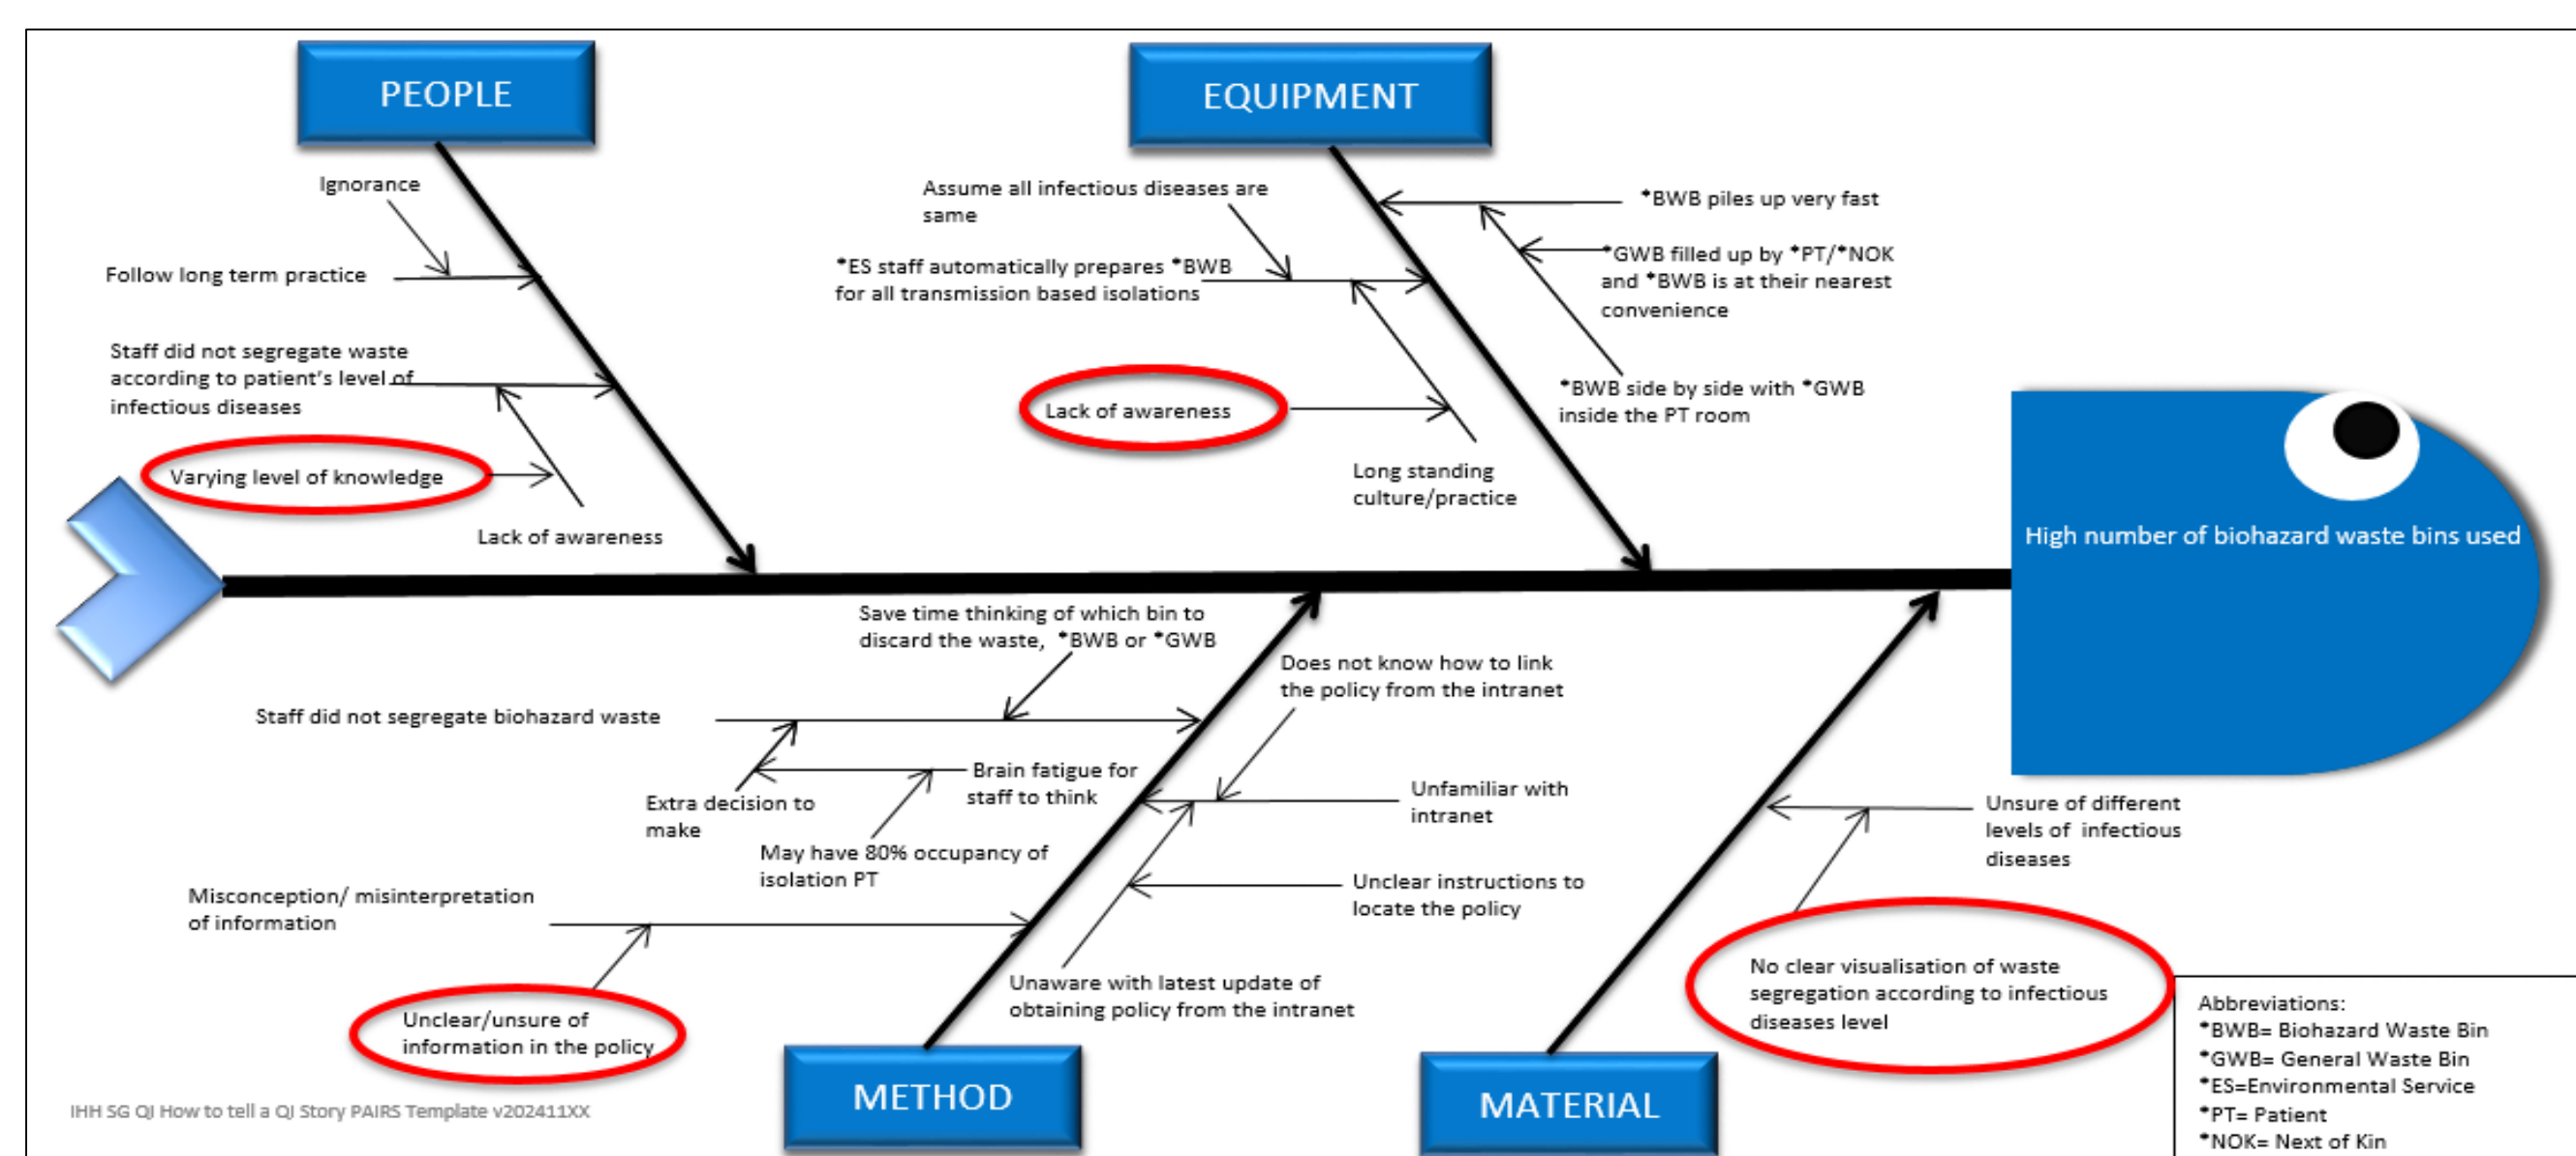 PEOPLE
EQUIPMENT
Ignorance
Follow long term practice
Staff did not segregate waste
according to patient's level of
infectious diseases
Varying level of knowledge
Lack of awareness
Assume all infectious diseases are
same
*ES staff automatically prepares *BWB
for all transmission based isolations
Lack of awareness
Long standing
culture/practice
*BWB piles up very fast
*GWB filled up by *PT/*NOK
and *BWB is at their nearest
convenience
*BWB side by side with *GWB
inside the PT room
High number of biohazard waste bins used
Save time thinking of which bin to
discard the waste, *BWB or *GWB
Staff did not segregate biohazard waste
Extra decision to
make
Brain fatigue for
staff to think
May have 80% occupancy of
isolation PT
Misconception/ misinterpretation
of information
Unclear/unsure of
information in the policy
Does not know how to link
the policy from the intranet
Unfamiliar with
intranet
Unclear instructions to
locate the policy
Unaware with latest update of
obtaining policy from the intranet
Unsure of different
levels of infectious
diseases
No clear visualisation of waste
segregation according to infectious
diseases level
METHOD
MATERIAL
Abbreviations:
*BWB= Biohazard Waste Bin
*GWB= General Waste Bin
*ES=Environmental Service
*PT= Patient
*NOK= Next of Kin
IHH SG QI How to tell a QI Story PAIRS Template v202411XX